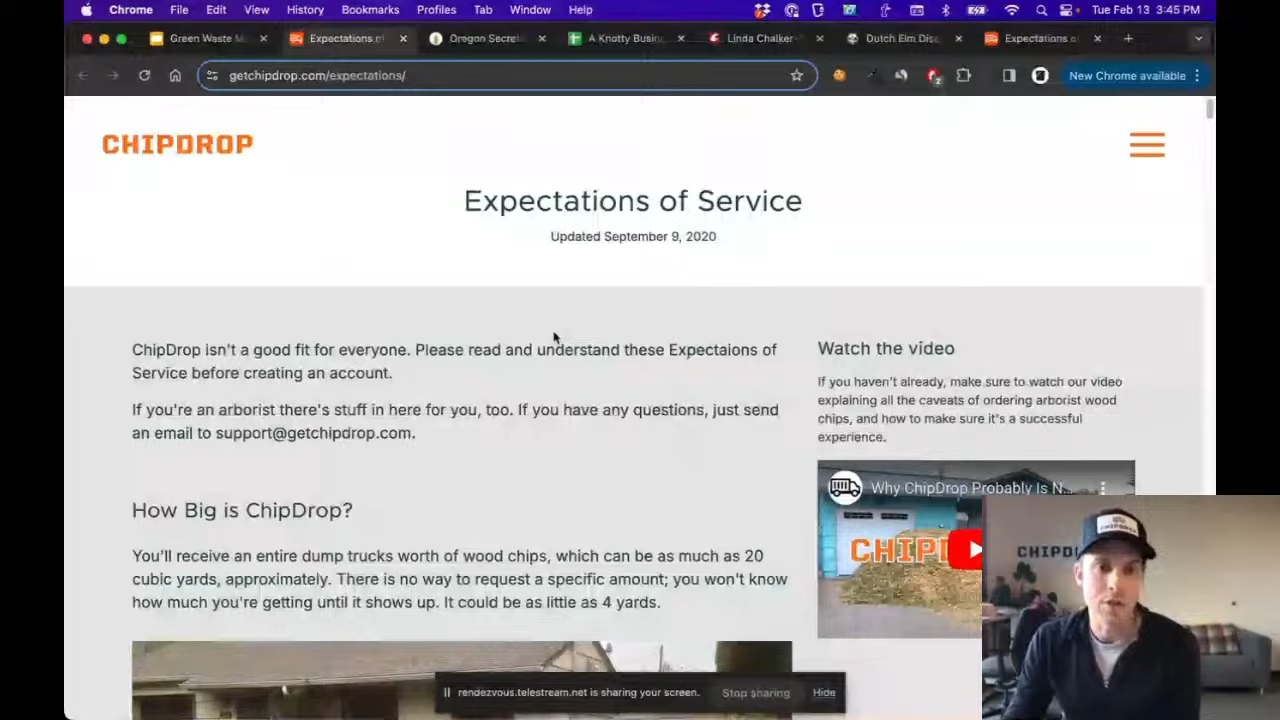 Chrome File Edit View History Bookmarks Profiles Tab Window Help Tue Feb 13 3:45 PM
Green Waste M
Expectations of
Oregon Secret
A Knotty Busin
Linda Chalker-
Dutch Elm Dise
Expectations o
getchipdrop.com/expectations/
New Chrome available
CHIPDROP
Expectations of Service
Updated September 9, 2020
ChipDrop isn't a good fit for everyone. Please read and understand these Expectaions of
Service before creating an account.
If you're an arborist there's stuff in here for you, too. If you have any questions, just send
an email to support@getchipdrop.com.
How Big is ChipDrop?
You'll receive an entire dump trucks worth of wood chips, which can be as much as 20
cubic yards, approximately. There is no way to request a specific amount; you won't know
how much you're getting until it shows up. It could be as little as 4 yards.
Watch the video
If you haven't already, make sure to watch our video
explaining all the caveats of ordering arborist wood
chips, and how to make sure it's a successful
experience.
Why ChipDrop Probably Is N...
CHIP
CHIPD
CHIPDROP
rendezvous.telestream.net is sharing your screen.
Stop sharing
Hide